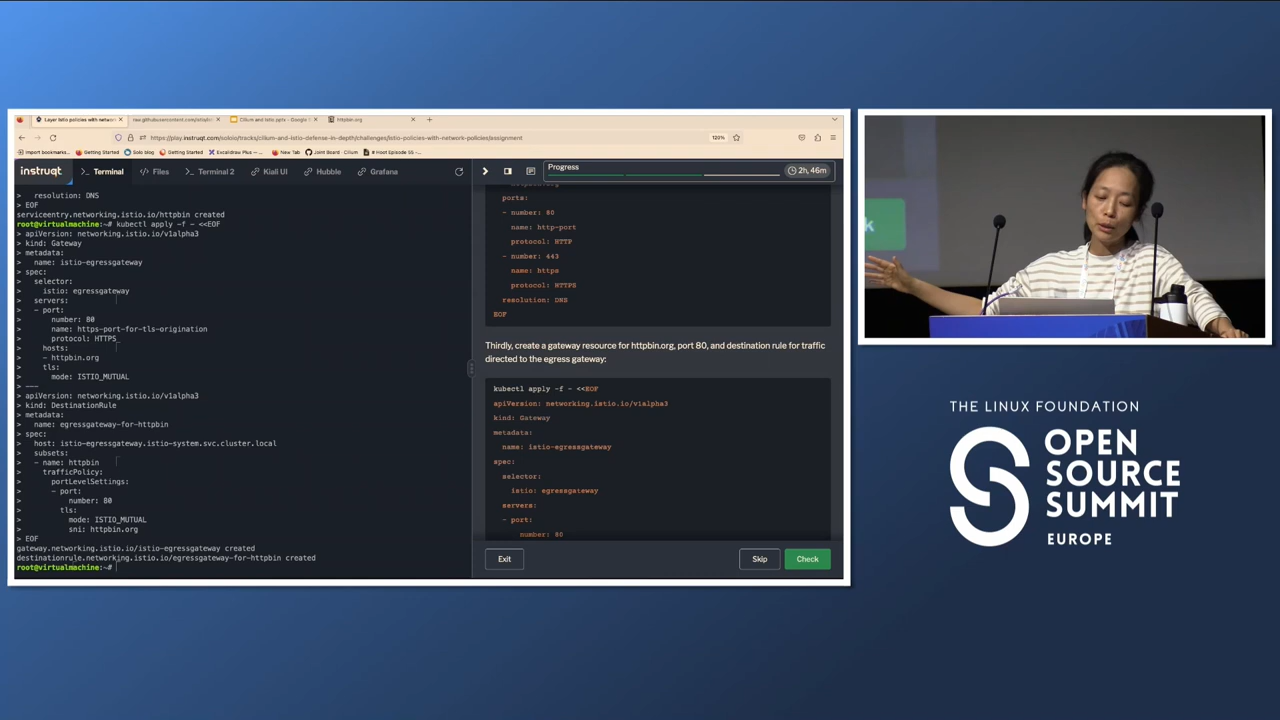 Layer Istio policies with netwo
raw.githubusercontent.com/istio/is
Cilium and Istio pptx - Google S
httpbin.org
https://play.instruqt.com/soloio/tracks/cilium-and-istio-defense-in-depth/challenges/istio-policies-with-network-policies/assignment
120%
Import bookmarks...
Getting Started
Solo blog
Getting Started
Excalidraw Plus
New Tab
Joint Board · Cilium
# Hoot Episode 55 -
instruqt
Terminal
Files
Terminal 2
Kiali UI
Hubble
Grafana
Progress
2h, 46m
> resolution: DNS
> EOF
serviceentry.networking.istio.io/httpbin created
root@virtualmachine:~# kubectl apply -f - <<EOF
> apiVersion: networking.istio.io/v1alpha3
> kind: Gateway
> metadata:
> name: istio-egressgateway
> spec:
> selector:
> istio: egressgateway
> servers:
> - port:
> number: 80
> name: https-port-for-tls-origination
> protocol: HTTPS
> hosts:
> - httpbin.org
> tls:
> mode: ISTIO_MUTUAL
> ---
> apiVersion: networking.istio.io/v1alpha3
> kind: DestinationRule
> metadata:
> name: egressgateway-for-httpbin
> spec:
> host: istio-egressgateway.istio-system.svc.cluster.local
> subsets:
> - name: httpbin
> trafficPolicy:
> portLevelSettings:
> - port:
> number: 80
> tls:
> mode: ISTIO_MUTUAL
> sni: httpbin.org
> EOF
gateway.networking.istio.io/istio-egressgateway created
destinationrule.networking.istio.io/egressgateway-for-httpbin created
root@virtualmachine:~#
ports:
- number: 80
name: http-port
protocol: HTTP
- number: 443
name: https
protocol: HTTPS
resolution: DNS
EOF
Thirdly, create a gateway resource for httpbin.org, port 80, and destination rule for traffic
directed to the egress gateway:
kubectl apply -f - <<EOF
apiVersion: networking.istio.io/v1alpha3
kind: Gateway
metadata:
name: istio-egressgateway
spec:
selector:
istio: egressgateway
servers:
- port:
number: 80
Exit
Skip
Check
THE LINUX FOUNDATION
OPEN
SOURCE
SUMMIT
EUROPE